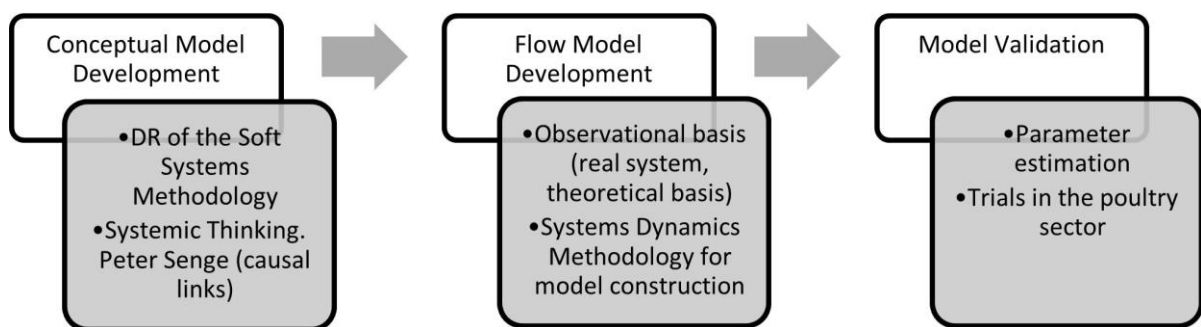 Conceptual Model
Development
•DR of the Soft
Systems
Methodology
•Systemic Thinking.
Peter Senge (causal
links)
Flow Model
Development
•Observational basis
(real system,
theoretical basis)
•Systems Dynamics
Methodology for
model construction
Model Validation
•Parameter
estimation
•Trials in the poultry
sector